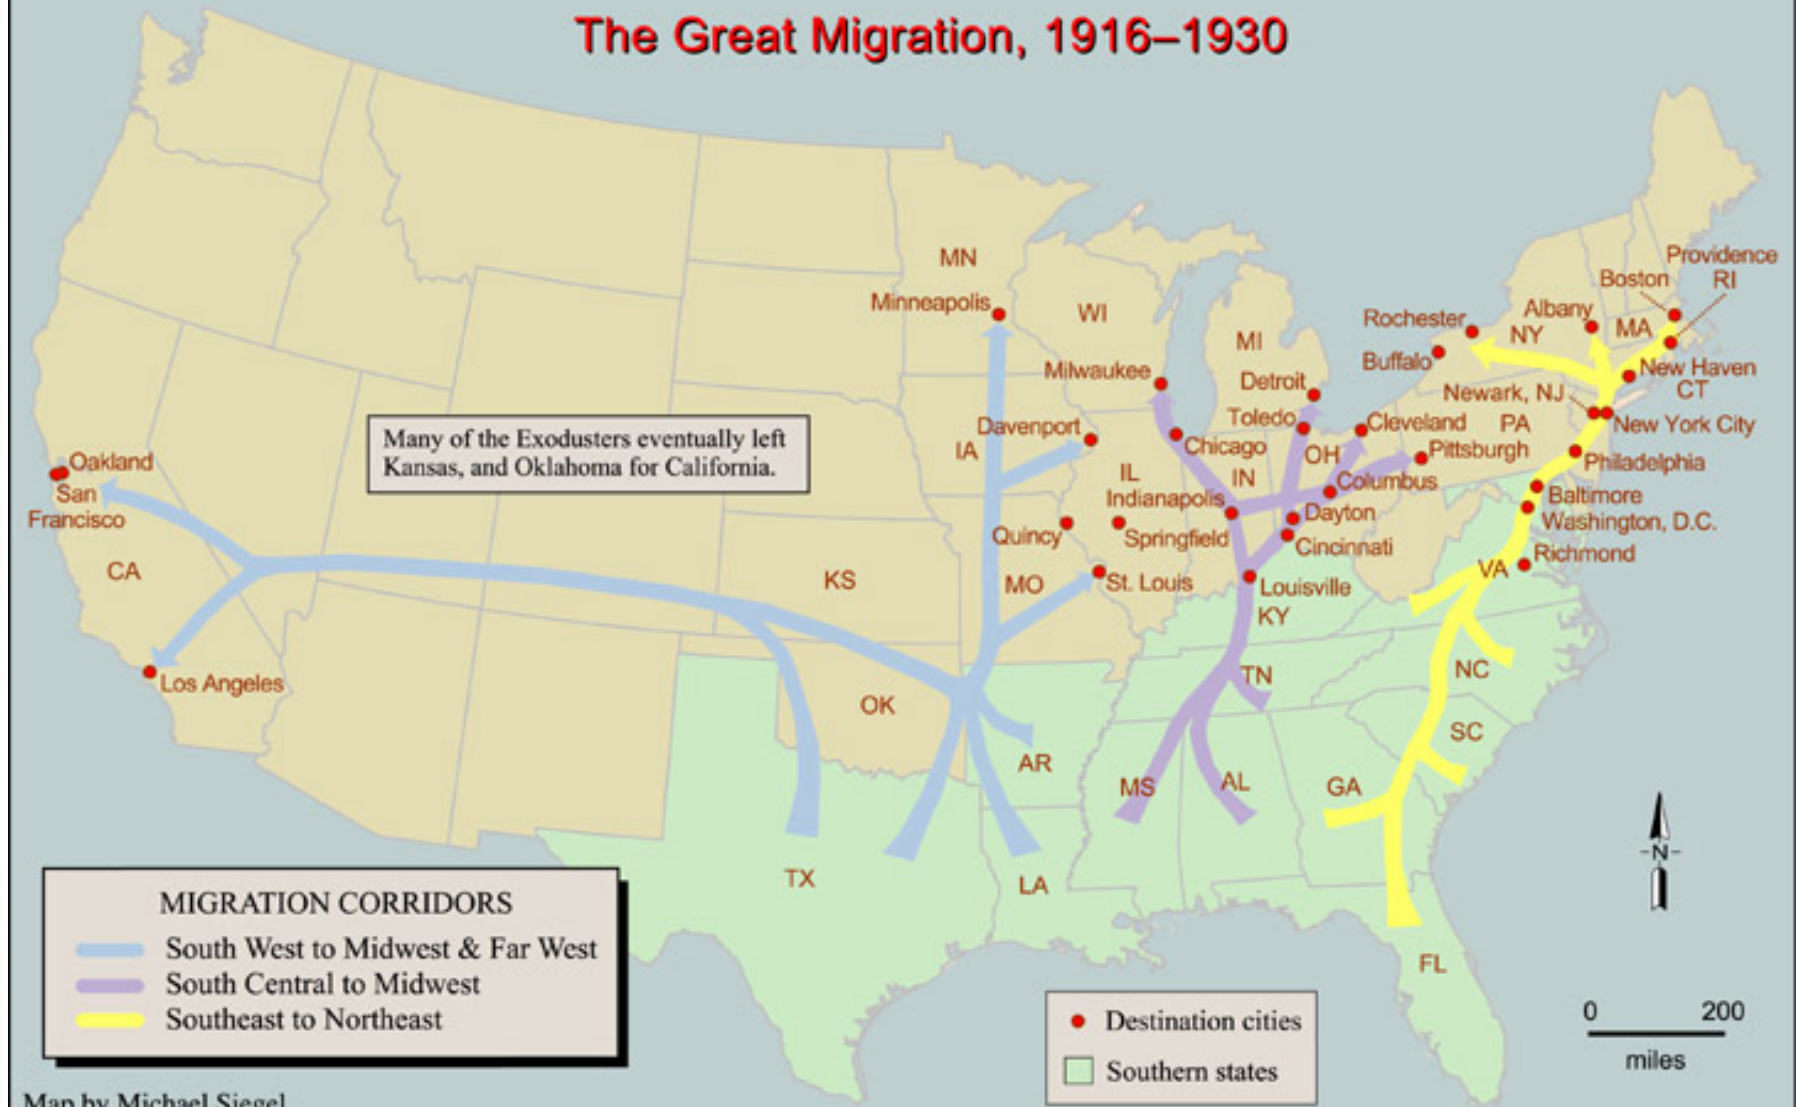 The Great Migration, 1916–1930
MN
Minneapolis
WI
MI
Milwaukee
Detroit
Toledo
Davenport
Chicago
IA
IL
IN
OH
Cleveland
Pittsburgh
PA
Indianapolis
Columbus
Dayton
Cincinnati
Quincy
Springfield
St. Louis
MO
Louisville
KY
Providence
RI
Boston
Albany
Rochester
NY
MA
Buffalo
New Haven
CT
Newark, NJ
New York City
Philadelphia
Baltimore
Washington, D.C.
Richmond
VA
Many of the Exodusters eventually left
Kansas, and Oklahoma for California.
Oakland
San
Francisco
CA
Los Angeles
KS
OK
TN
NC
SC
AR
MS
AL
GA
TX
LA
FL
N
MIGRATION CORRIDORS
South West to Midwest & Far West
South Central to Midwest
Southeast to Northeast
Destination cities
Southern states
0 200
miles
Map by Michael Siegel